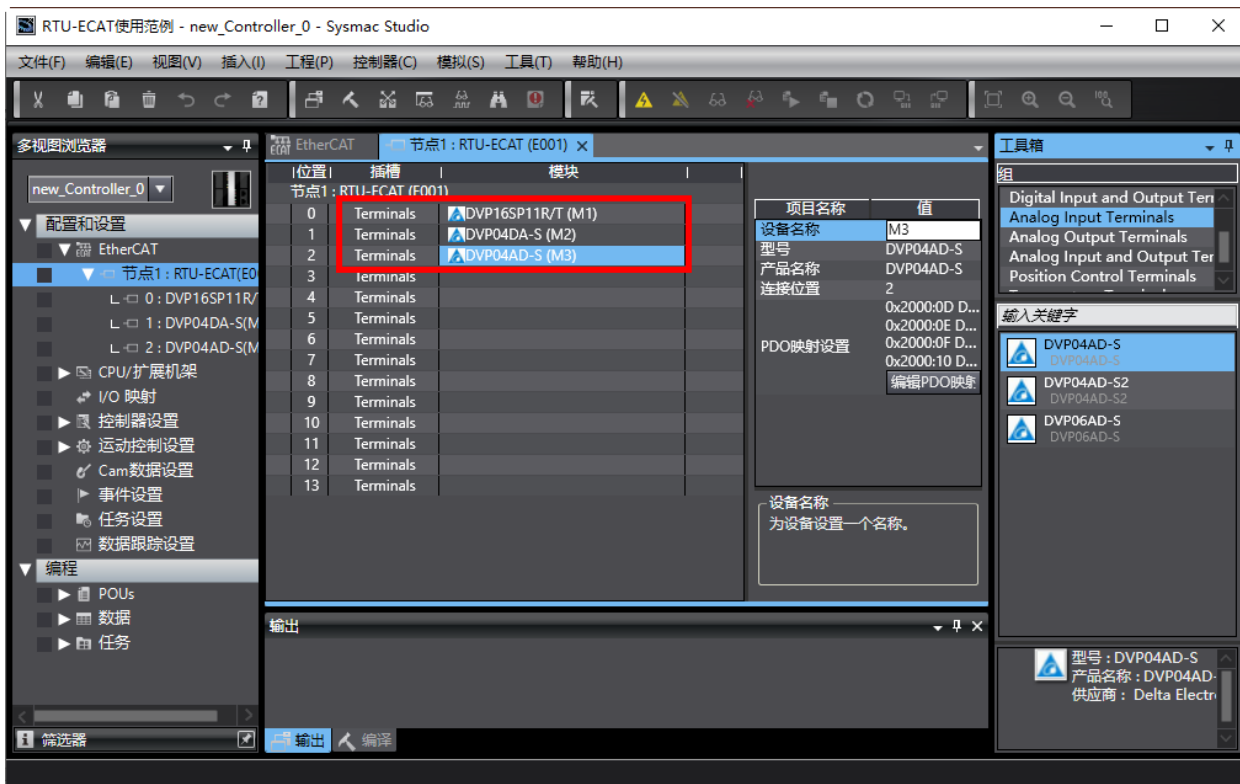 RTU-ECAT使用范例 - new_Controller_0 - Sysmac Studio
文件(F) 编辑(E) 视图(V) 插入(I) 工程(P) 控制器(C) 模拟(S) 工具(T) 帮助(H)
多视图浏览器
new_Controller_0
配置和设置
EtherCAT
节点1 : RTU-ECAT(E0
0 : DVP16SP11R/
1 : DVP04DA-S(M
2 : DVP04AD-S(M
CPU/扩展机架
I/O 映射
控制器设置
运动控制设置
Cam数据设置
事件设置
任务设置
数据跟踪设置
编程
POUs
数据
任务
筛选器
EtherCAT 节点1 : RTU-ECAT (E001)
位置 插槽 模块
节点1 : RTU-ECAT (E001)
0 Terminals DVP16SP11R/T (M1)
1 Terminals DVP04DA-S (M2)
2 Terminals DVP04AD-S (M3)
3 Terminals
4 Terminals
5 Terminals
6 Terminals
7 Terminals
8 Terminals
9 Terminals
10 Terminals
11 Terminals
12 Terminals
13 Terminals
项目名称 值
设备名称 M3
型号 DVP04AD-S
产品名称 DVP04AD-S
连接位置 2
PDO映射设置
0x2000:0D D...
0x2000:0E D...
0x2000:0F D...
0x2000:10 D...
编辑PDO映射
设备名称
为设备设置一个名称。
输出
输出 编译
工具箱
组
Digital Input and Output Terr
Analog Input Terminals
Analog Output Terminals
Analog Input and Output Ter
Position Control Terminals
输入关键字
DVP04AD-S
DVP04AD-S
DVP04AD-S2
DVP04AD-S2
DVP06AD-S
DVP06AD-S
型号 : DVP04AD-S
产品名称 : DVP04AD-
供应商 : Delta Electr